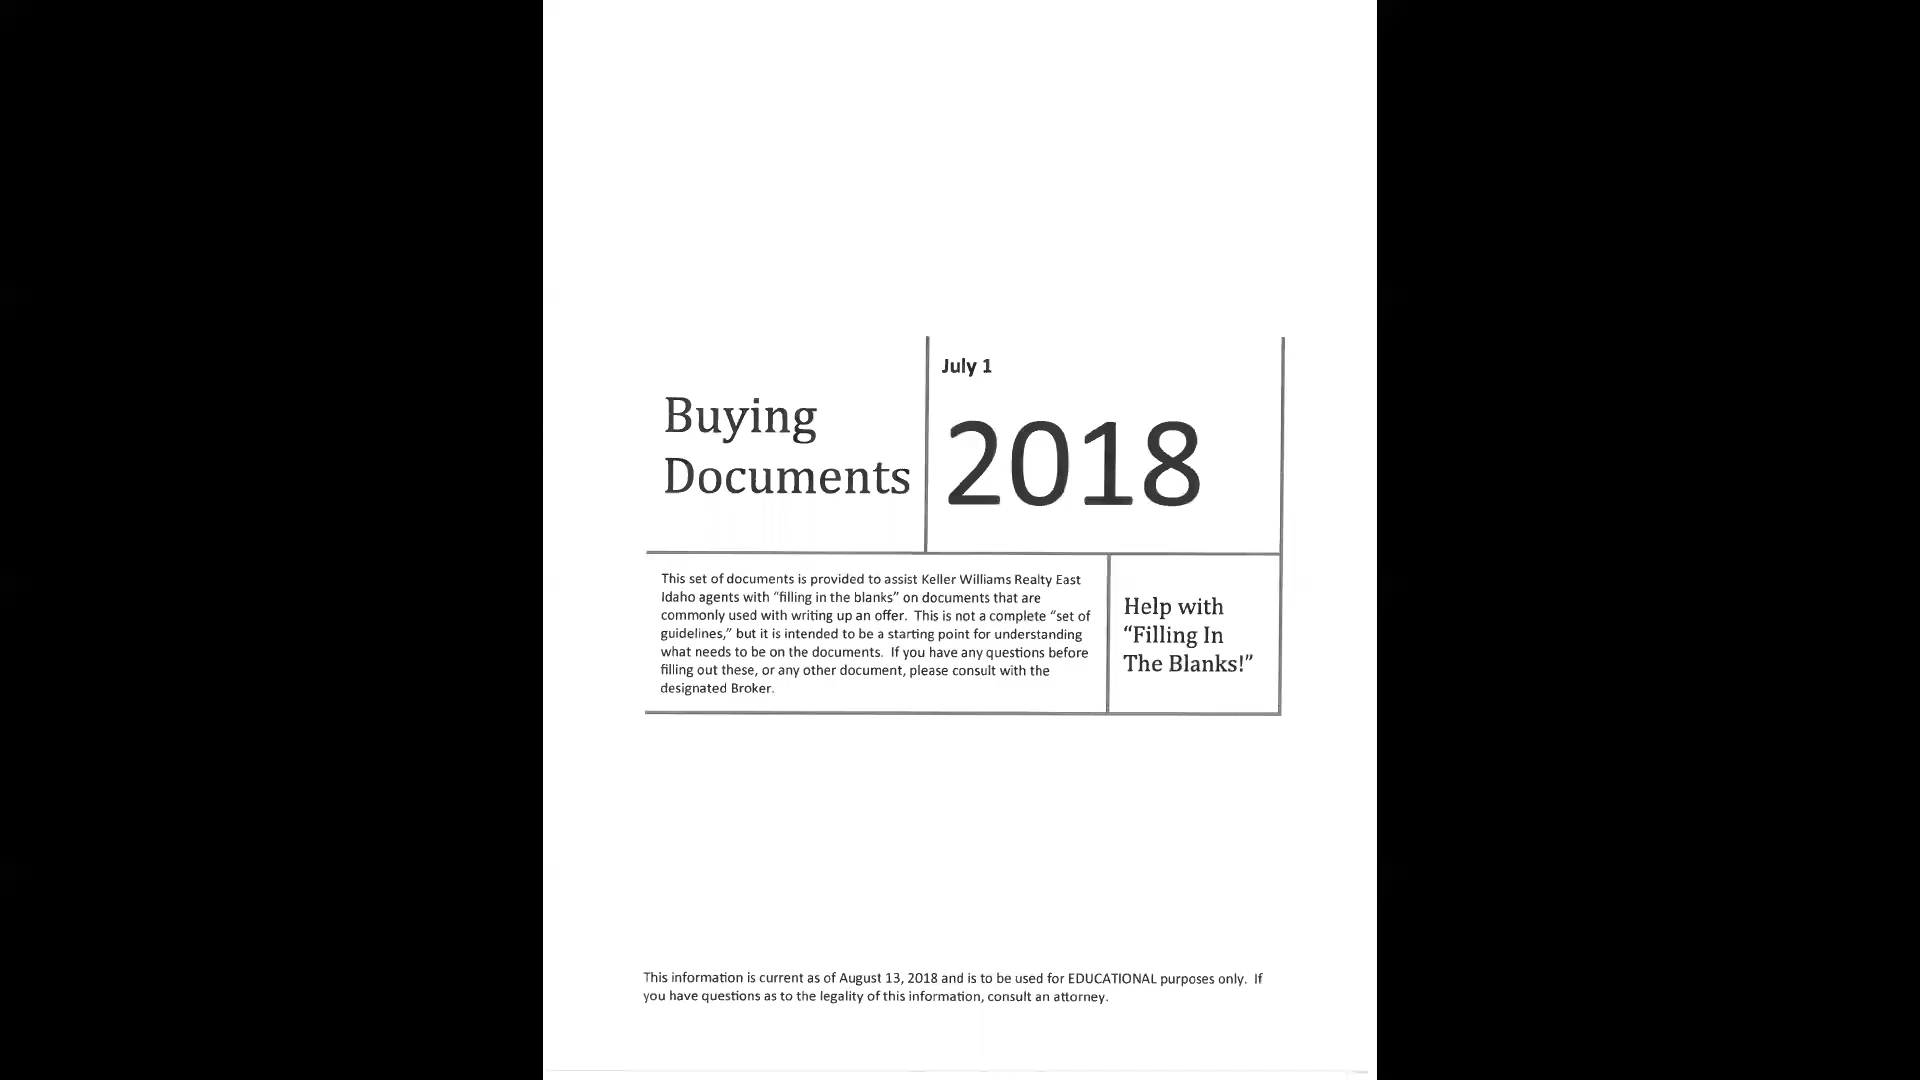 Buying
Documents
July 1
2018
This set of documents is provided to assist Keller Williams Realty East
Idaho agents with “filling in the blanks” on documents that are
commonly used with writing up an offer.  This is not a complete “set of
guidelines,” but it is intended to be a starting point for understanding
what needs to be on the documents.  If you have any questions before
filling out these, or any other document, please consult with the
designated Broker.
Help with
“Filling In
The Blanks!”
This information is current as of August 13, 2018 and is to be used for EDUCATIONAL purposes only.  If
you have questions as to the legality of this information, consult an attorney.